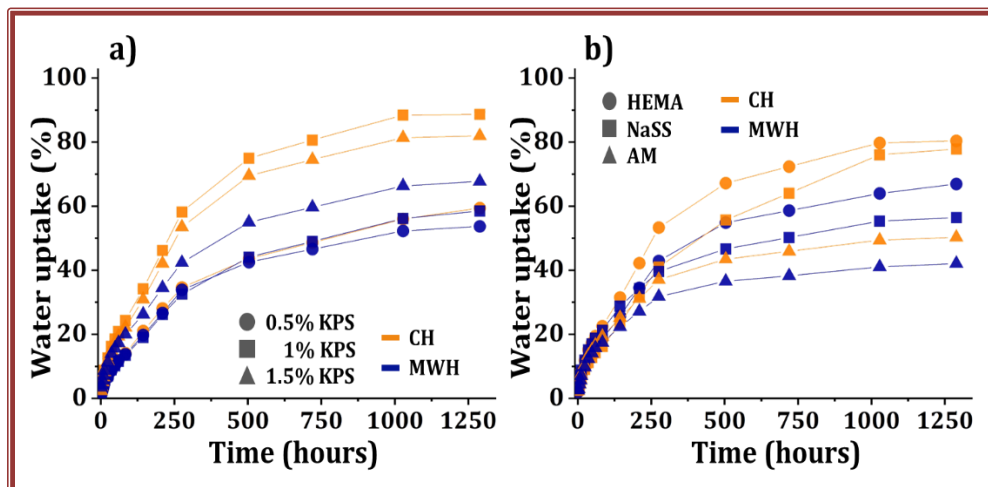 a)
Water uptake (%)
100
80
60
40
20
0
0.5% KPS
1% KPS
1.5% KPS
CH
MWH
0 250 500 750 1000 1250
Time (hours)
b)
Water uptake (%)
100
80
60
40
20
0
HEMA
NaSS
AM
CH
MWH
0 250 500 750 1000 1250
Time (hours)